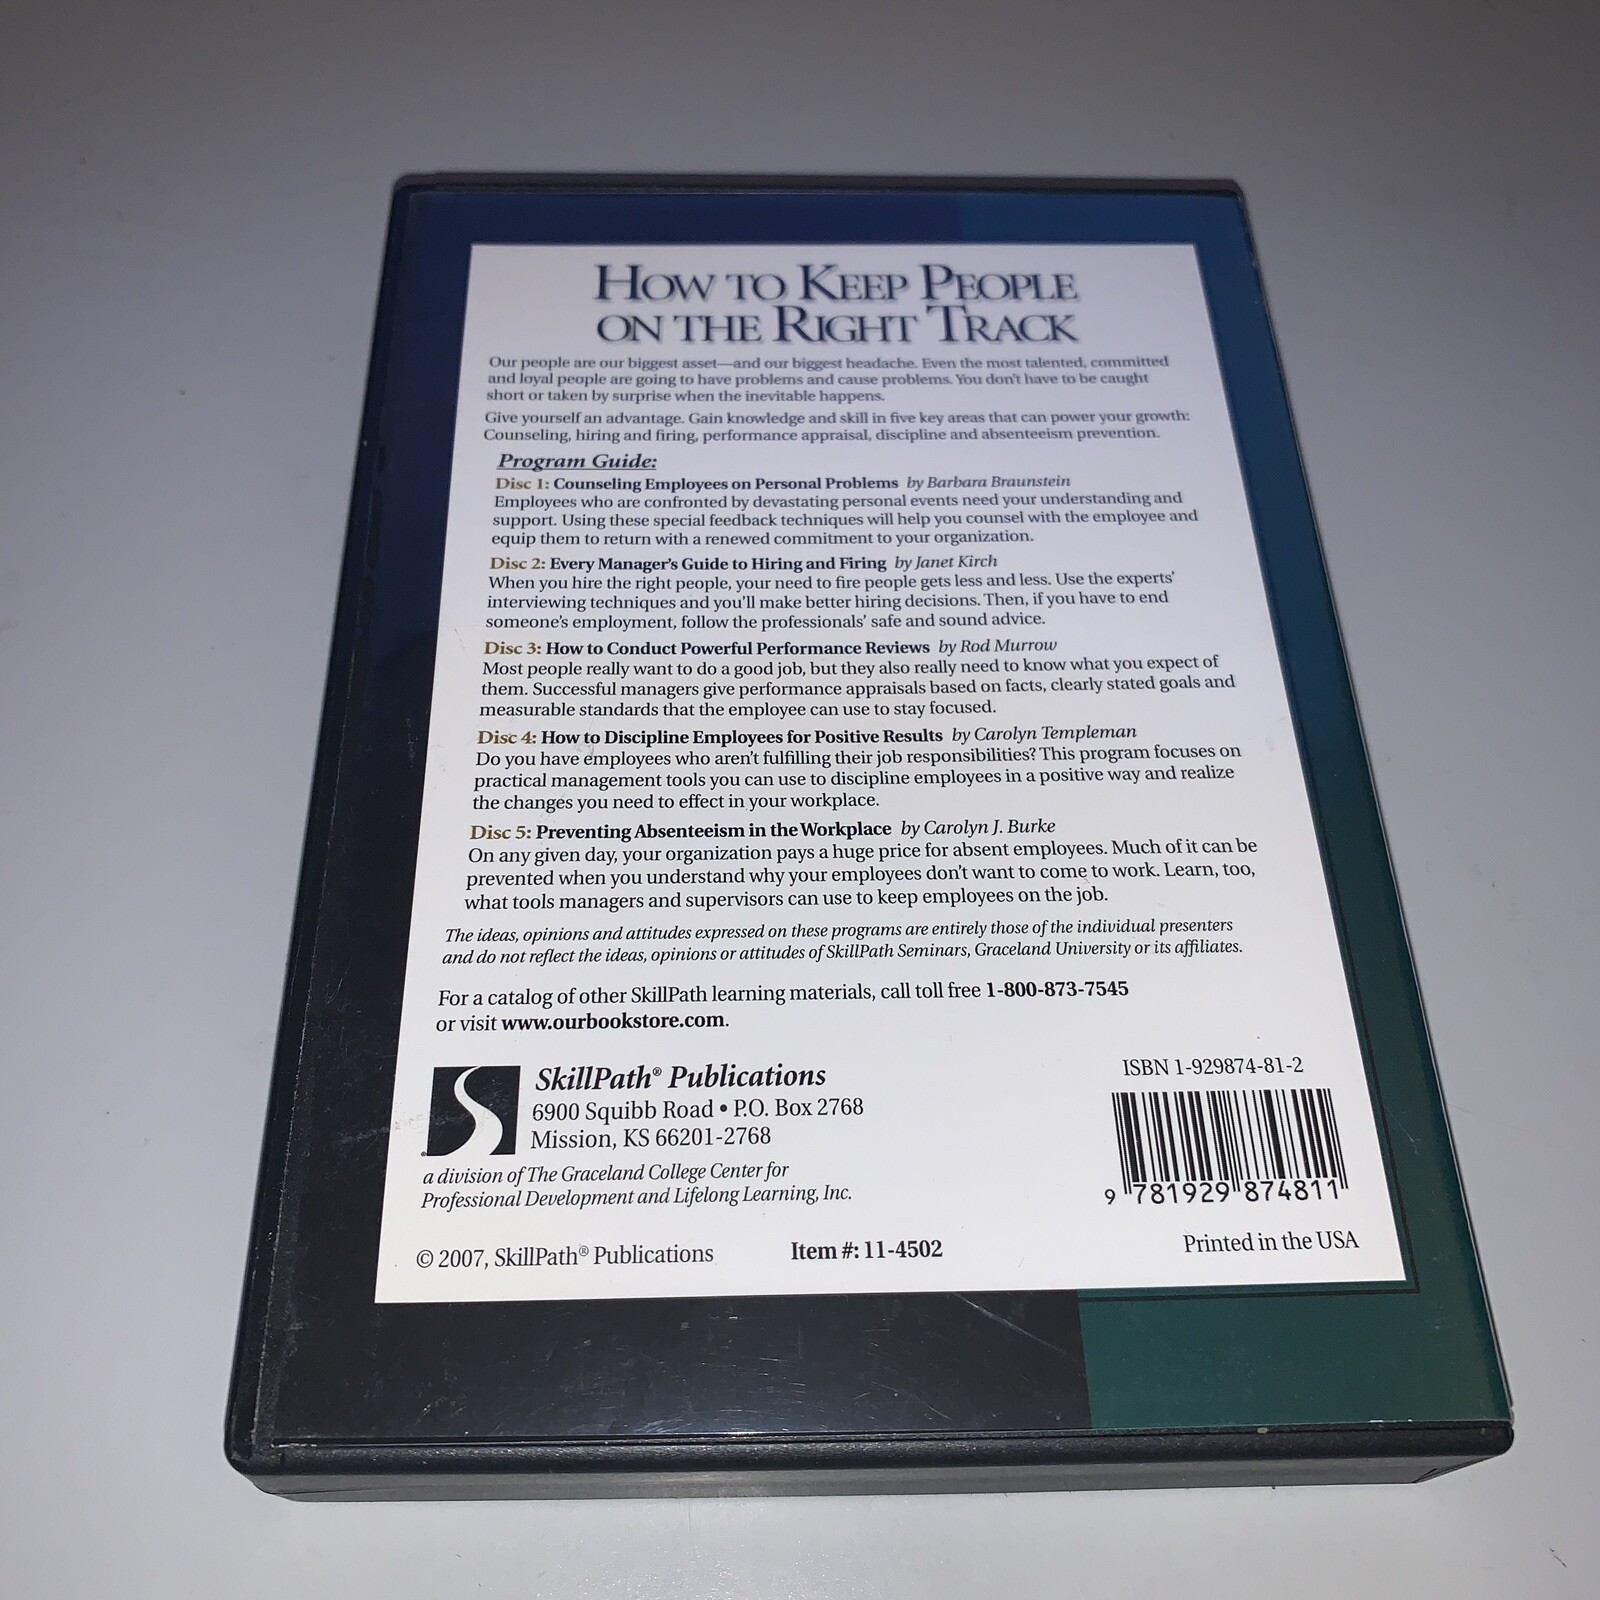 HOW TO KEEP PEOPLE
ON THE RIGHT TRACK
Our people are our biggest asset—and our biggest headache. Even the most talented, committed
and loyal people are going to have problems and cause problems. You don't have to be caught
short or taken by surprise when the inevitable happens.
Give yourself an advantage. Gain knowledge and skill in five key areas that can power your growth:
Counseling, hiring and firing, performance appraisal, discipline and absenteeism prevention.
Program Guide:
Disc 1: Counseling Employees on Personal Problems by Barbara Braunstein
Employees who are confronted by devastating personal events need your understanding and
support. Using these special feedback techniques will help you counsel with the employee and
equip them to return with a renewed commitment to your organization.
Disc 2: Every Manager's Guide to Hiring and Firing by Janet Kirch
When you hire the right people, your need to fire people gets less and less. Use the experts'
interviewing techniques and you'll make better hiring decisions. Then, if you have to end
someone's employment, follow the professionals' safe and sound advice.
Disc 3: How to Conduct Powerful Performance Reviews by Rod Murrow
Most people really want to do a good job, but they also really need to know what you expect of
them. Successful managers give performance appraisals based on facts, clearly stated goals and
measurable standards that the employee can use to stay focused.
Disc 4: How to Discipline Employees for Positive Results by Carolyn Templeman
Do you have employees who aren't fulfilling their job responsibilities? This program focuses on
practical management tools you can use to discipline employees in a positive way and realize
the changes you need to effect in your workplace.
Disc 5: Preventing Absenteeism in the Workplace by Carolyn J. Burke
On any given day, your organization pays a huge price for absent employees. Much of it can be
prevented when you understand why your employees don't want to come to work. Learn, too,
what tools managers and supervisors can use to keep employees on the job.
The ideas, opinions and attitudes expressed on these programs are entirely those of the individual presenters
and do not reflect the ideas, opinions or attitudes of SkillPath Seminars, Graceland University or its affiliates.
For a catalog of other SkillPath learning materials, call toll free 1-800-873-7545
or visit www.ourbookstore.com.
SkillPath® Publications
6900 Squibb Road • P.O. Box 2768
Mission, KS 66201-2768
a division of The Graceland College Center for
Professional Development and Lifelong Learning, Inc.
ISBN 1-929874-81-2
9 781929 874811
© 2007, SkillPath® Publications
Item #: 11-4502
Printed in the USA